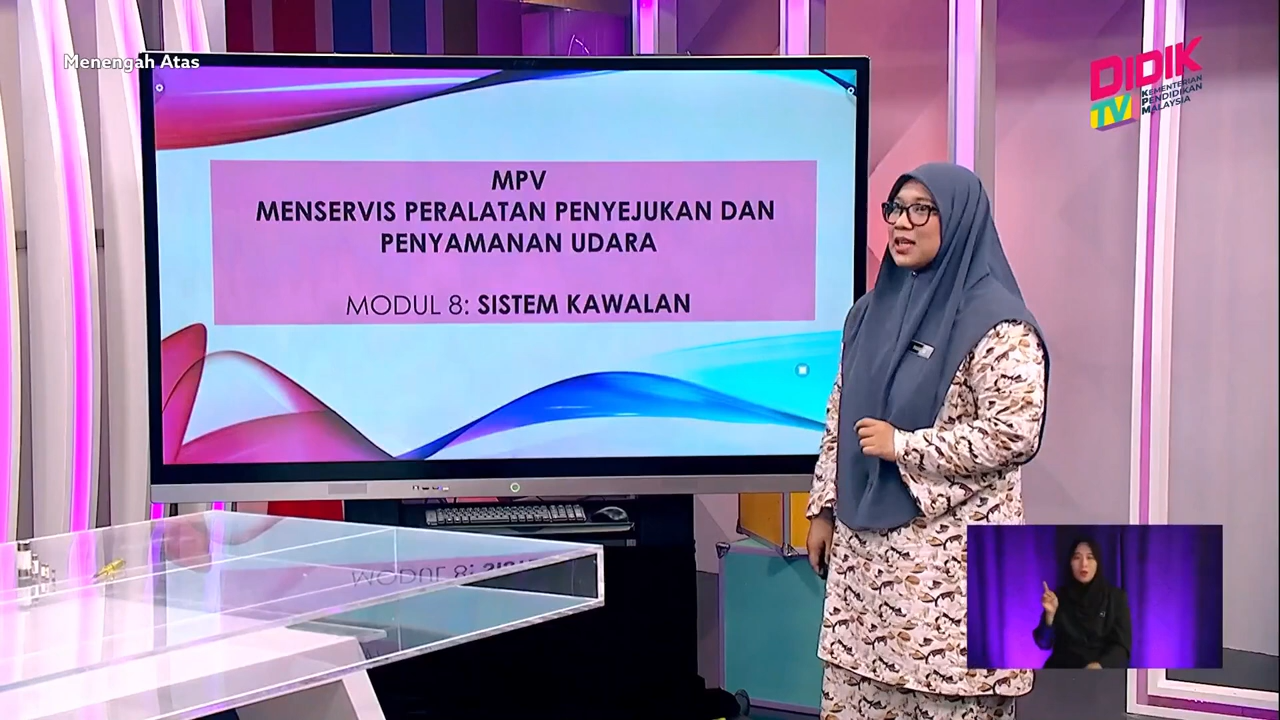 Menengah Atas
DIDIK
TV
KEMENTERIAN
PENDIDIKAN
MALAYSIA
MPV
MENSERVIS PERALATAN PENYEJUKAN DAN
PENYAMANAN UDARA
MODUL 8: SISTEM KAWALAN